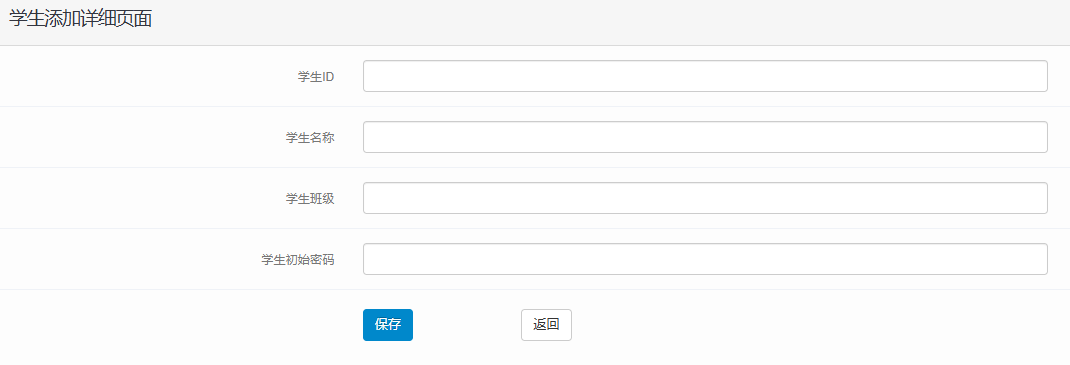 学生添加详细页面
学生ID
学生名称
学生班级
学生初始密码
保存 返回